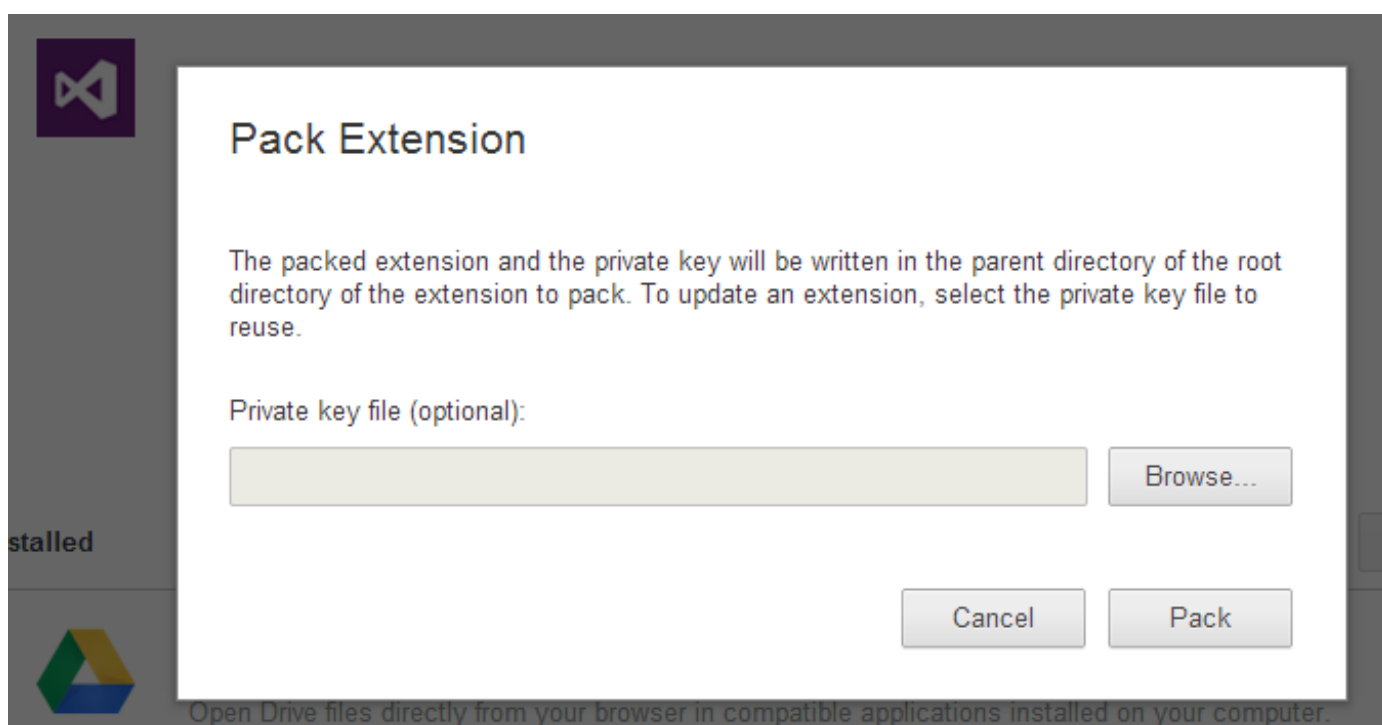 Pack Extension
The packed extension and the private key will be written in the parent directory of the root
directory of the extension to pack. To update an extension, select the private key file to
reuse.
Private key file (optional):
Browse...
stalled
Cancel
Pack
Open Drive files directly from your browser in compatible applications installed on your computer.